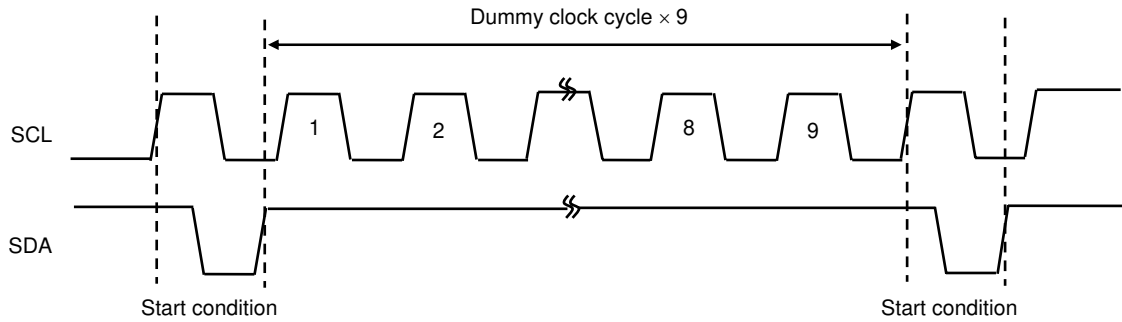 Dummy clock cycle × 9
SCL
1
2
8
9
SDA
Start condition
Start condition